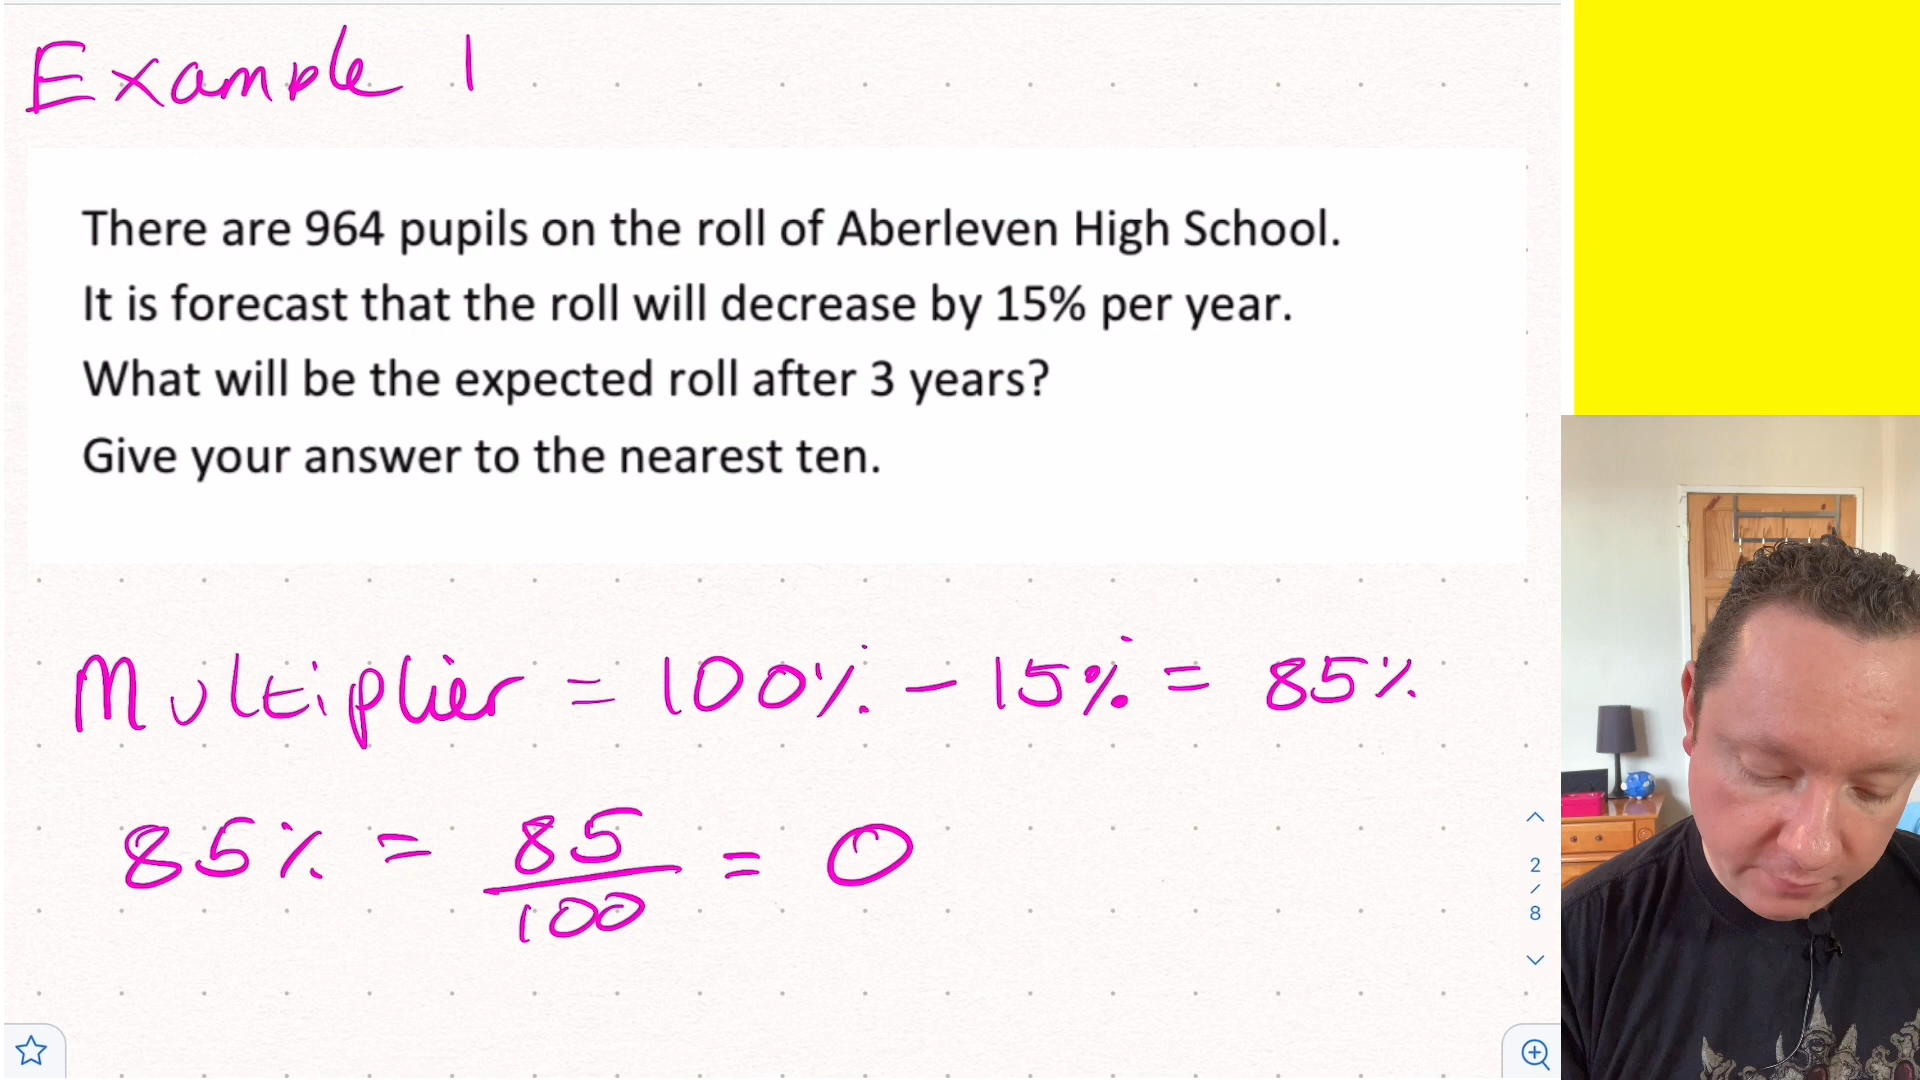 Example 1
There are 964 pupils on the roll of Aberleven High School.
It is forecast that the roll will decrease by 15% per year.
What will be the expected roll after 3 years?
Give your answer to the nearest ten.
Multiplier = 100% - 15% = 85%
85% = 85/100 = 0
2
/
8